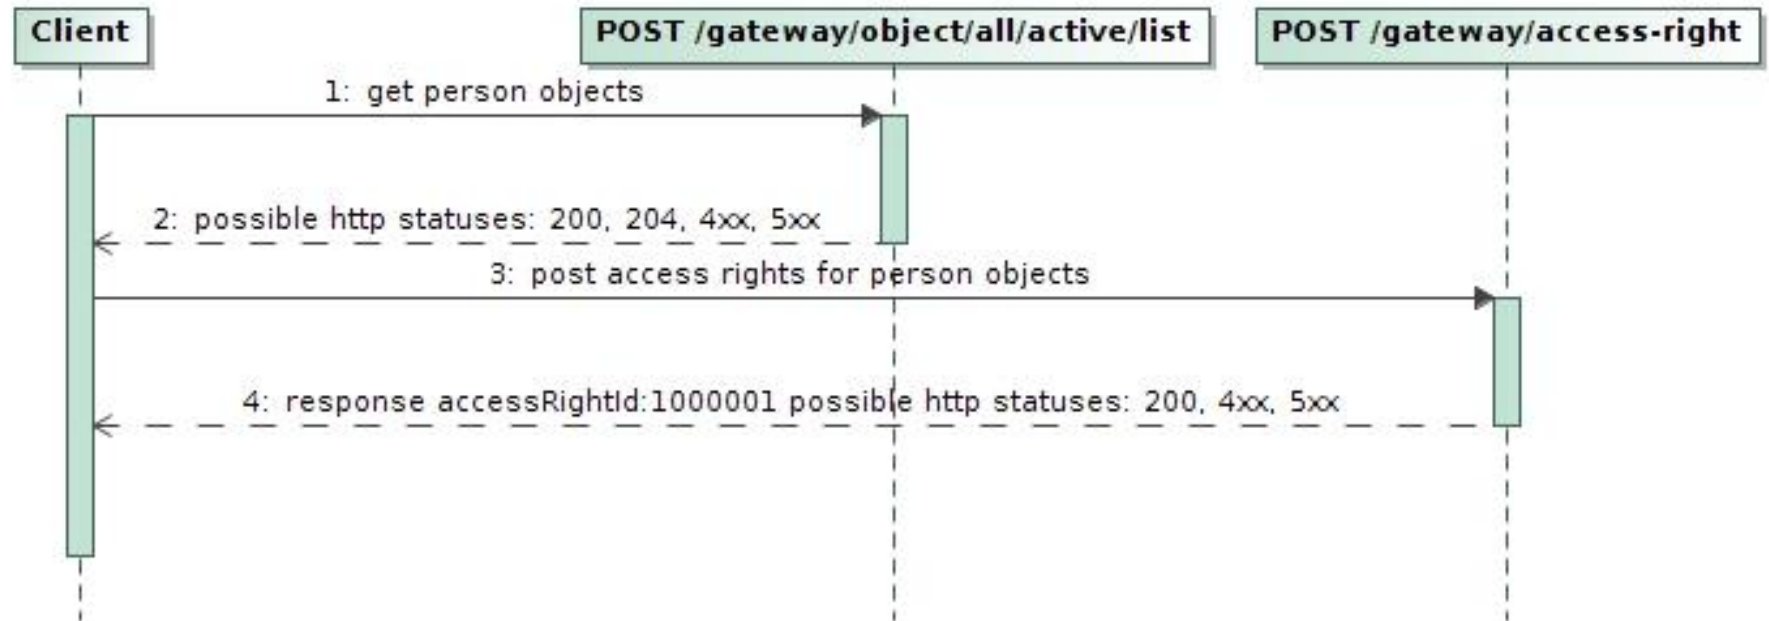 Client
POST /gateway/object/all/active/list
POST /gateway/access-right
1: get person objects
2: possible http statuses: 200, 204, 4xx, 5xx
3: post access rights for person objects
4: response accessRightId:1000001 possible http statuses: 200, 4xx, 5xx